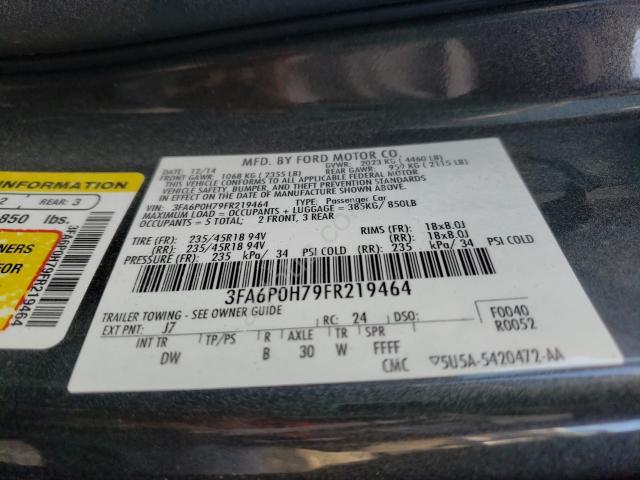 MFD. BY FORD MOTOR CO.
DATE: 12/14 GVWR: 2023 KG ( 4460 LB)
FRONT GAWR: 1068 KG ( 2355 LB) REAR GAWR: 959 KG ( 2115 LB)
THIS VEHICLE CONFORMS TO ALL APPLICABLE FEDERAL MOTOR
VEHICLE SAFETY, BUMPER, AND THEFT PREVENTION STANDARDS
IN EFFECT ON THE DATE OF MANUFACTURE SHOWN ABOVE.
VIN: 3FA6P0H79FR219464 TYPE: Passenger Car
MAXIMUM LOAD = OCCUPANTS + LUGGAGE = 385KG/ 850LB
OCCUPANTS = 5 TOTAL; 2 FRONT, 3 REAR
TIRE (FR): 235/45R18 94V RIMS (FR): 18x8.0J
(RR): 235/45R18 94V (RR): 18x8.0J
PRESSURE (FR): 235 kPa/ 34 PSI COLD (RR): 235 kPa/ 34 PSI COLD
3FA6P0H79FR219464
TRAILER TOWING - SEE OWNER GUIDE
EXT PNT: J7 RC: 24 DSO: F0040
R0052
INT TR TP/PS R AXLE TR SPR
DW B 30 W FFFF
CMC 5U5A-5420472-AA
INFORMATION
2 REAR: 3
850 lbs.
FOR
3FA6P0H79FR219464